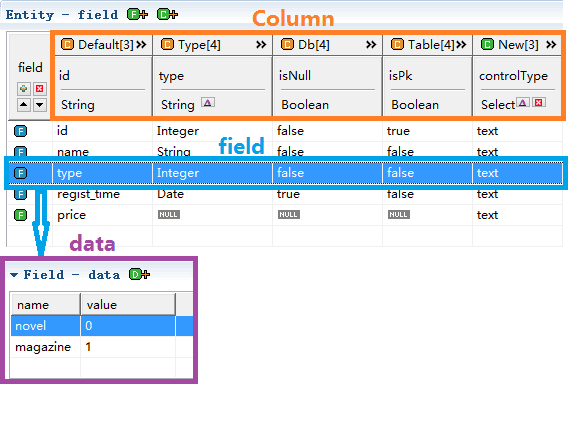 Entity - field
Column
Default[3] Type[4] Db[4] Table[4] New[3]
field
id type isNull isPk controlType
String String A Boolean Boolean Select A
F id Integer false true text
F name String false false text
field
F type Integer false false text
F regist_time Date true false text
F price NULL NULL NULL text
data
Field - data D
name value
novel 0
magazine 1